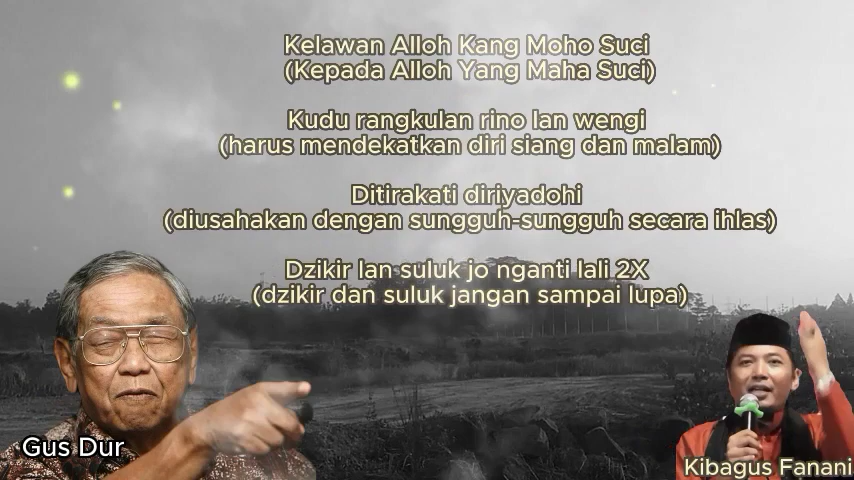 Kelawan Alloh Kang Moho Suci
(Kepada Alloh Yang Maha Suci)
Kudu rangkulan rino lan wengi
(harus mendekatkan diri siang dan malam)
Ditirakati diriyadohi
(diusahakan dengan sungguh-sungguh secara ihlas)
Dzikir lan suluk jo nganti lali 2X
(dzikir dan suluk jangan sampai lupa)
Gus Dur
Kibagus Fanani